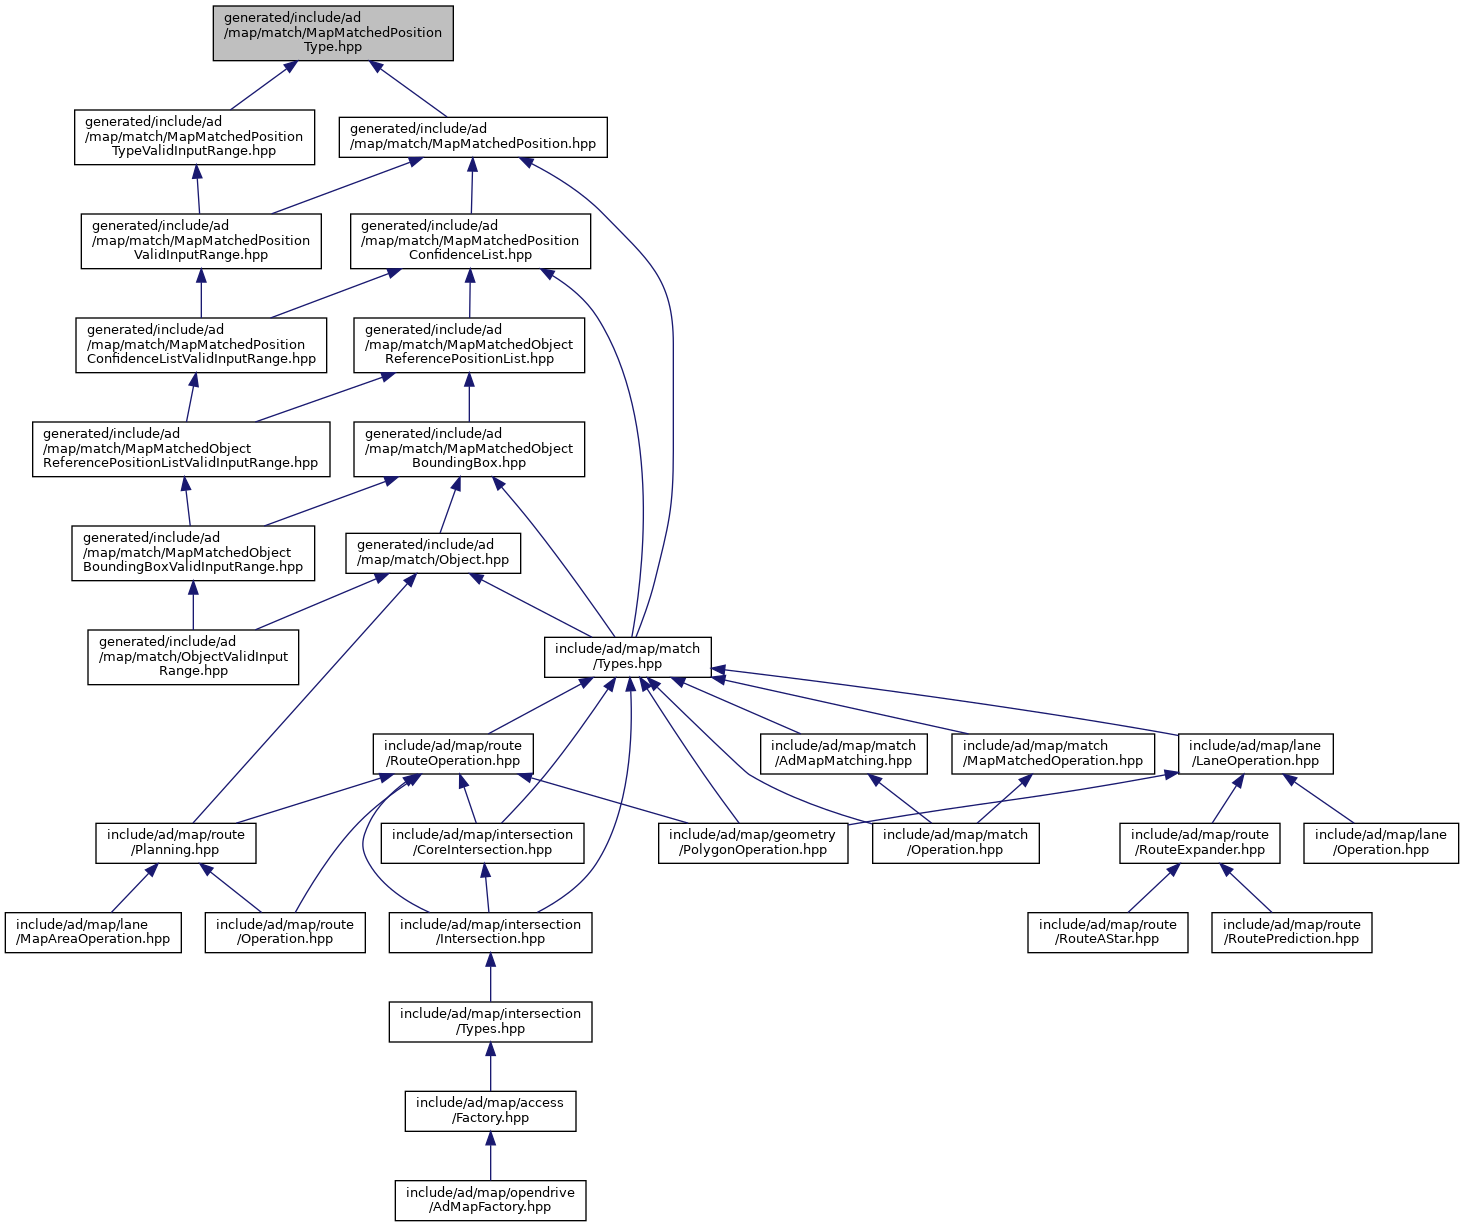 generated/include/ad
/map/match/MapMatchedPosition
Type.hpp
generated/include/ad
/map/match/MapMatchedPosition
TypeValidInputRange.hpp
generated/include/ad
/map/match/MapMatchedPosition.hpp
generated/include/ad
/map/match/MapMatchedPosition
ValidInputRange.hpp
generated/include/ad
/map/match/MapMatchedPosition
ConfidenceList.hpp
generated/include/ad
/map/match/MapMatchedPosition
ConfidenceListValidInputRange.hpp
generated/include/ad
/map/match/MapMatchedObject
ReferencePositionList.hpp
generated/include/ad
/map/match/MapMatchedObject
ReferencePositionListValidInputRange.hpp
generated/include/ad
/map/match/MapMatchedObject
BoundingBox.hpp
generated/include/ad
/map/match/MapMatchedObject
BoundingBoxValidInputRange.hpp
generated/include/ad
/map/match/Object.hpp
generated/include/ad
/map/match/ObjectValidInput
Range.hpp
include/ad/map/match
/Types.hpp
include/ad/map/route
/RouteOperation.hpp
include/ad/map/match
/AdMapMatching.hpp
include/ad/map/match
/MapMatchedOperation.hpp
include/ad/map/lane
/LaneOperation.hpp
include/ad/map/route
/Planning.hpp
include/ad/map/intersection
/CoreIntersection.hpp
include/ad/map/geometry
/PolygonOperation.hpp
include/ad/map/match
/Operation.hpp
include/ad/map/route
/RouteExpander.hpp
include/ad/map/lane
/Operation.hpp
include/ad/map/lane
/MapAreaOperation.hpp
include/ad/map/route
/Operation.hpp
include/ad/map/intersection
/Intersection.hpp
include/ad/map/route
/RouteAStar.hpp
include/ad/map/route
/RoutePrediction.hpp
include/ad/map/intersection
/Types.hpp
include/ad/map/access
/Factory.hpp
include/ad/map/opendrive
/AdMapFactory.hpp